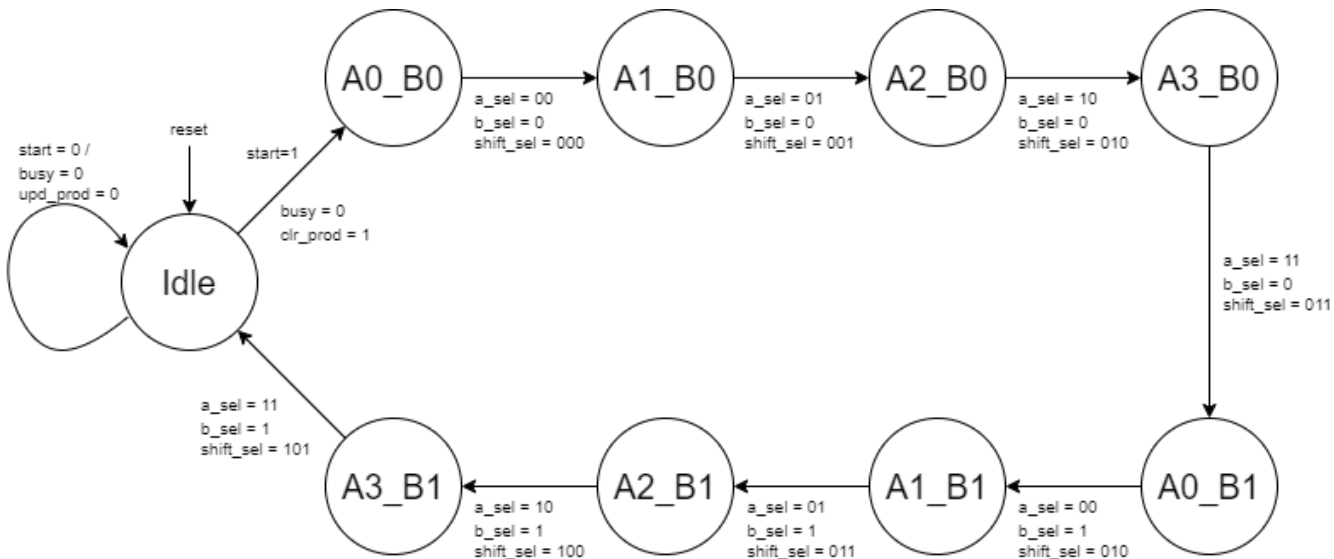 A0_B0
A1_B0
A2_B0
A3_B0
a_sel = 00
b_sel = 0
shift_sel = 000
a_sel = 01
b_sel = 0
shift_sel = 001
a_sel = 10
b_sel = 0
shift_sel = 010
reset
start = 0 /
busy = 0
upd_prod = 0
start=1
busy = 0
clr_prod = 1
Idle
a_sel = 11
b_sel = 0
shift_sel = 011
a_sel = 11
b_sel = 1
shift_sel = 101
A3_B1
A2_B1
A1_B1
A0_B1
a_sel = 10
b_sel = 1
shift_sel = 100
a_sel = 01
b_sel = 1
shift_sel = 011
a_sel = 00
b_sel = 1
shift_sel = 010